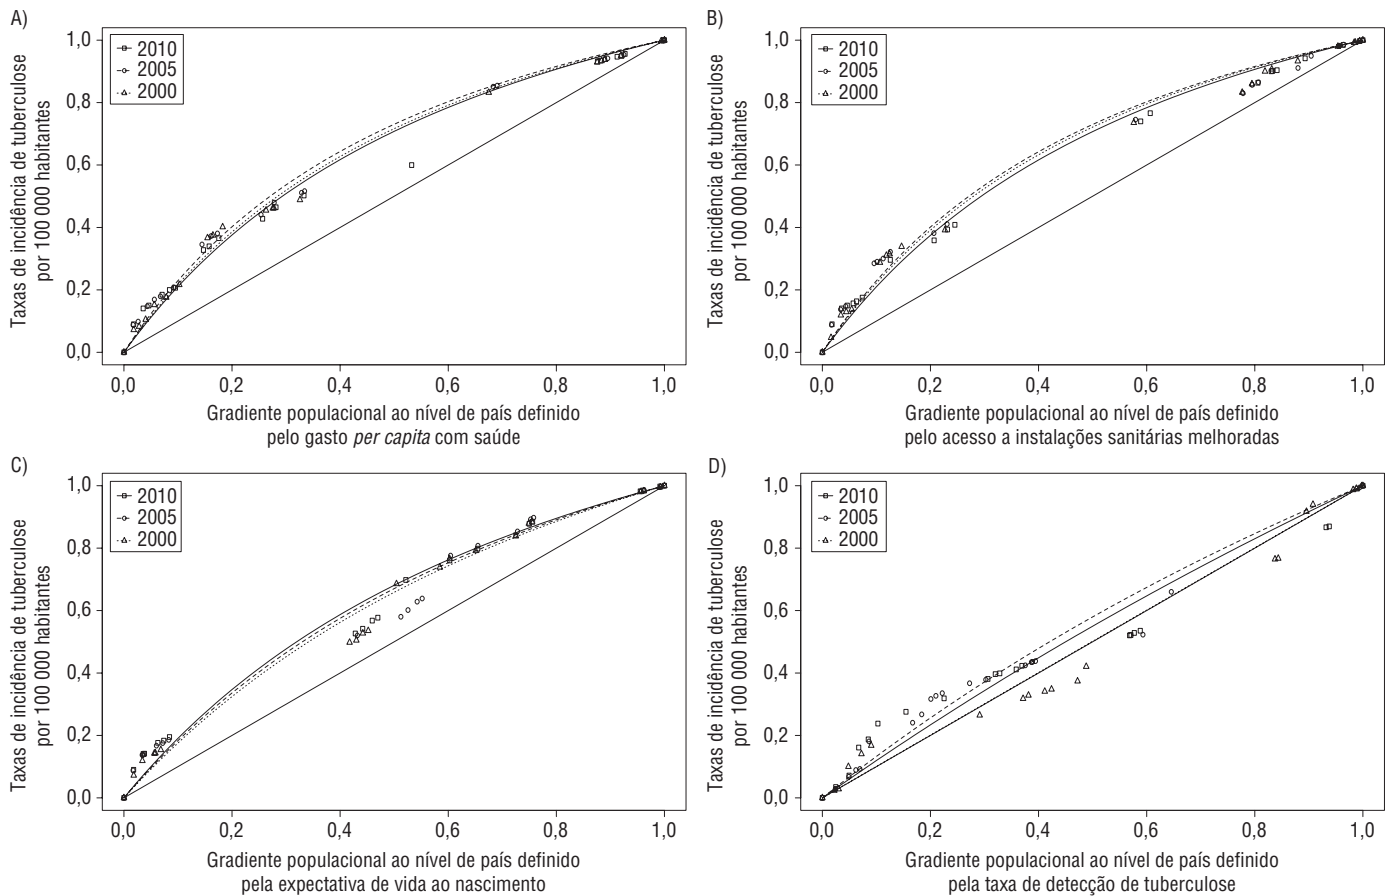 A)
Taxas de incidência de tuberculose
por 100 000 habitantes
1,0
0,8
0,6
0,4
0,2
0,0
2010
2005
2000
0,0 0,2 0,4 0,6 0,8 1,0
Gradiente populacional ao nível de país definido
pelo gasto per capita com saúde
B)
Taxas de incidência de tuberculose
por 100 000 habitantes
1,0
0,8
0,6
0,4
0,2
0,0
2010
2005
2000
0,0 0,2 0,4 0,6 0,8 1,0
Gradiente populacional ao nível de país definido
pelo acesso a instalações sanitárias melhoradas
C)
Taxas de incidência de tuberculose
por 100 000 habitantes
1,0
0,8
0,6
0,4
0,2
0,0
2010
2005
2000
0,0 0,2 0,4 0,6 0,8 1,0
Gradiente populacional ao nível de país definido
pela expectativa de vida ao nascimento
D)
Taxas de incidência de tuberculose
por 100 000 habitantes
1,0
0,8
0,6
0,4
0,2
0,0
2010
2005
2000
0,0 0,2 0,4 0,6 0,8 1,0
Gradiente populacional ao nível de país definido
pela taxa de detecção de tuberculose